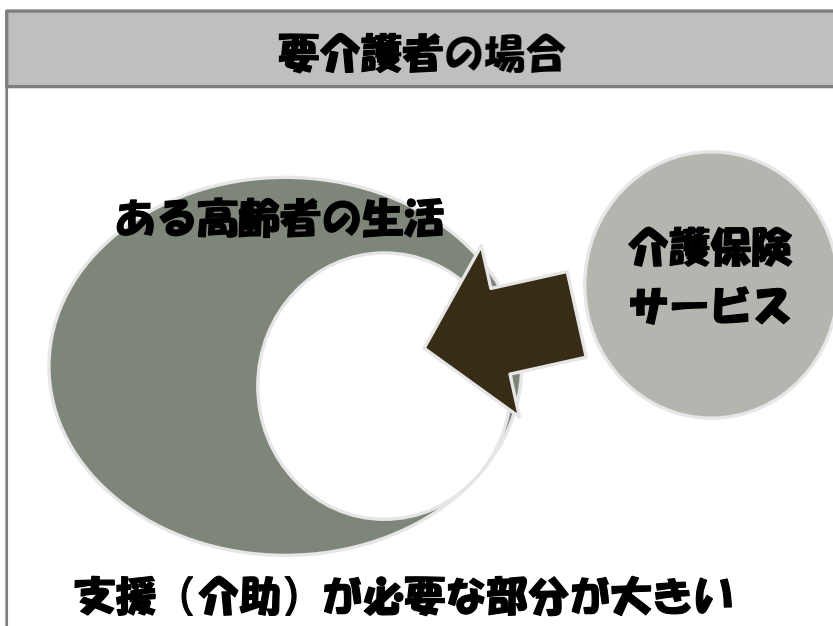 要介護者の場合
ある高齢者の生活
介護保険
サービス
支援（介助）が必要な部分が大きい